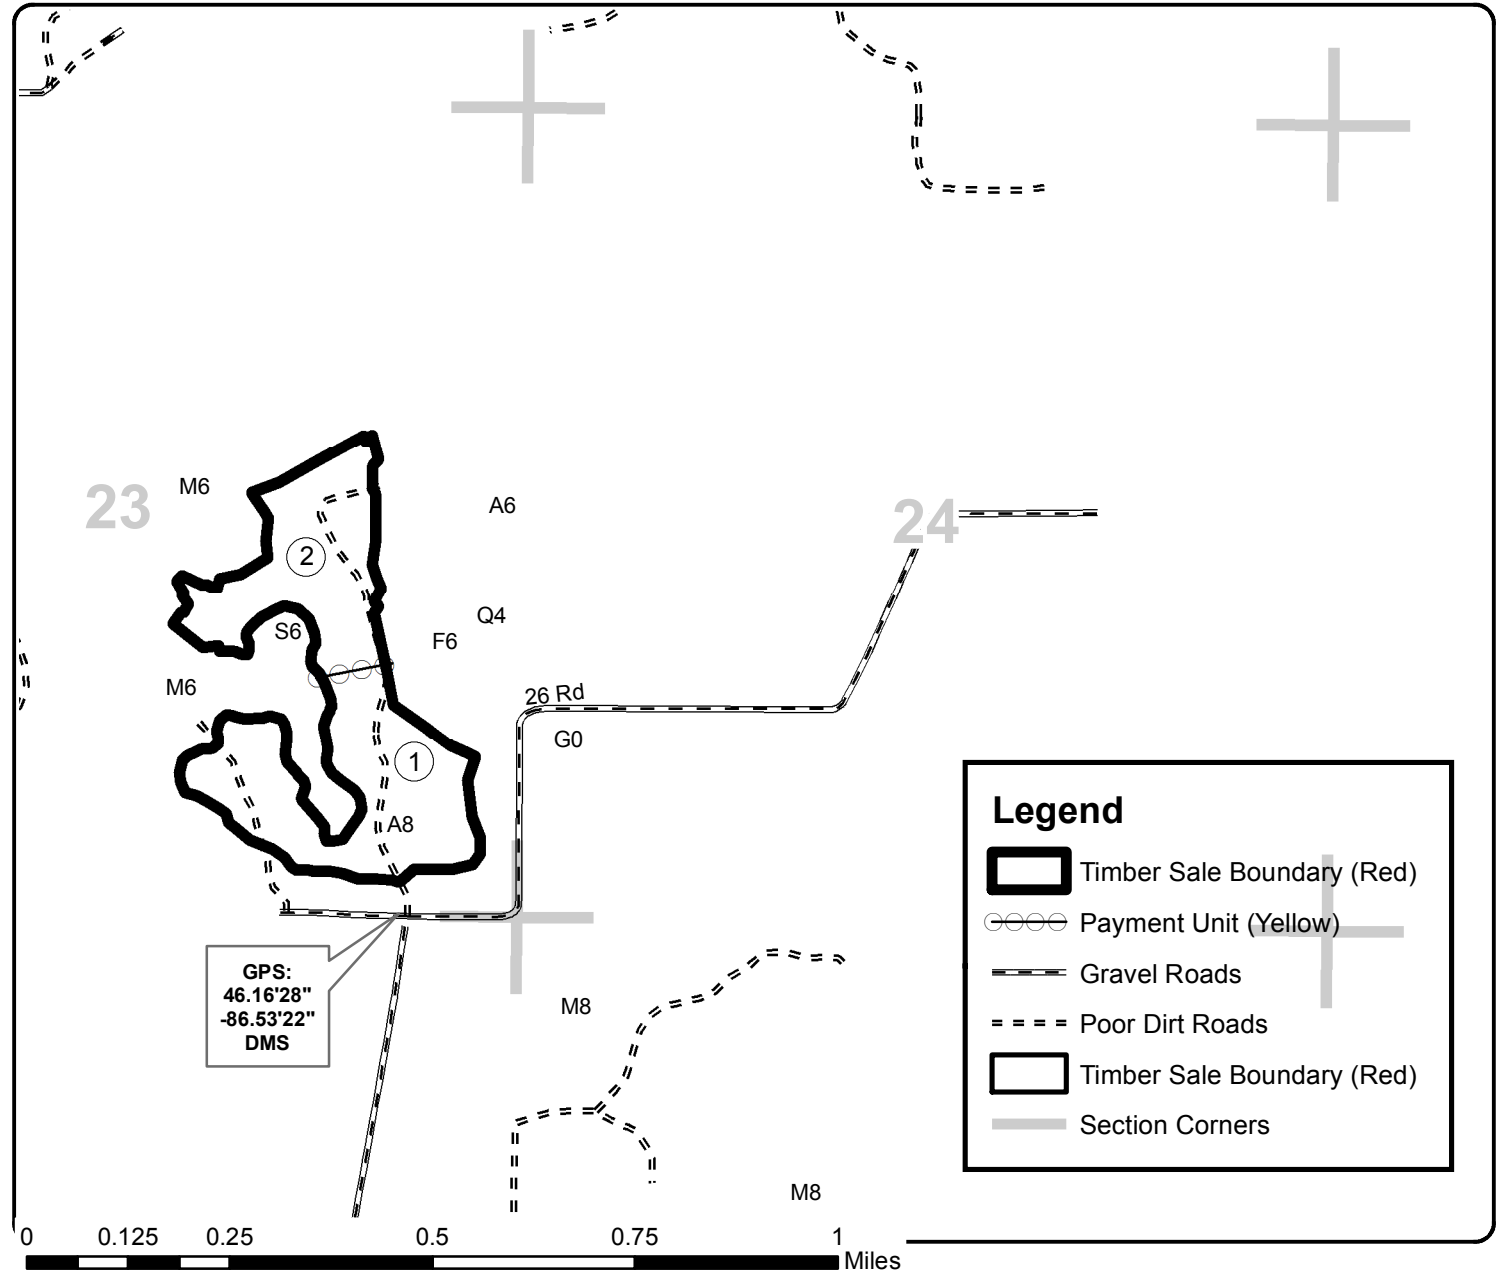 M6
23
A6
24
2
Q4
S6
F6
M6
26 Rd
G0
1
A8
Legend
Timber Sale Boundary (Red)
Payment Unit (Yellow)
Gravel Roads
Poor Dirt Roads
Timber Sale Boundary (Red)
Section Corners
GPS:
46.16'28"
-86.53'22"
DMS
M8
M8
0 0.125 0.25 0.5 0.75 1
Miles